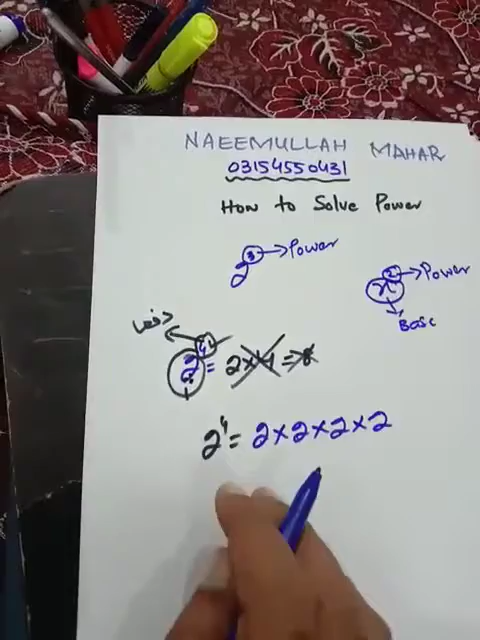 NAEEMULLAH MAHAR
03154550431
How to Solve Power
2³ → Power
x² → Power
Base
دفعہ
2⁴ = 2×4 = 8
2⁴ = 2×2×2×2